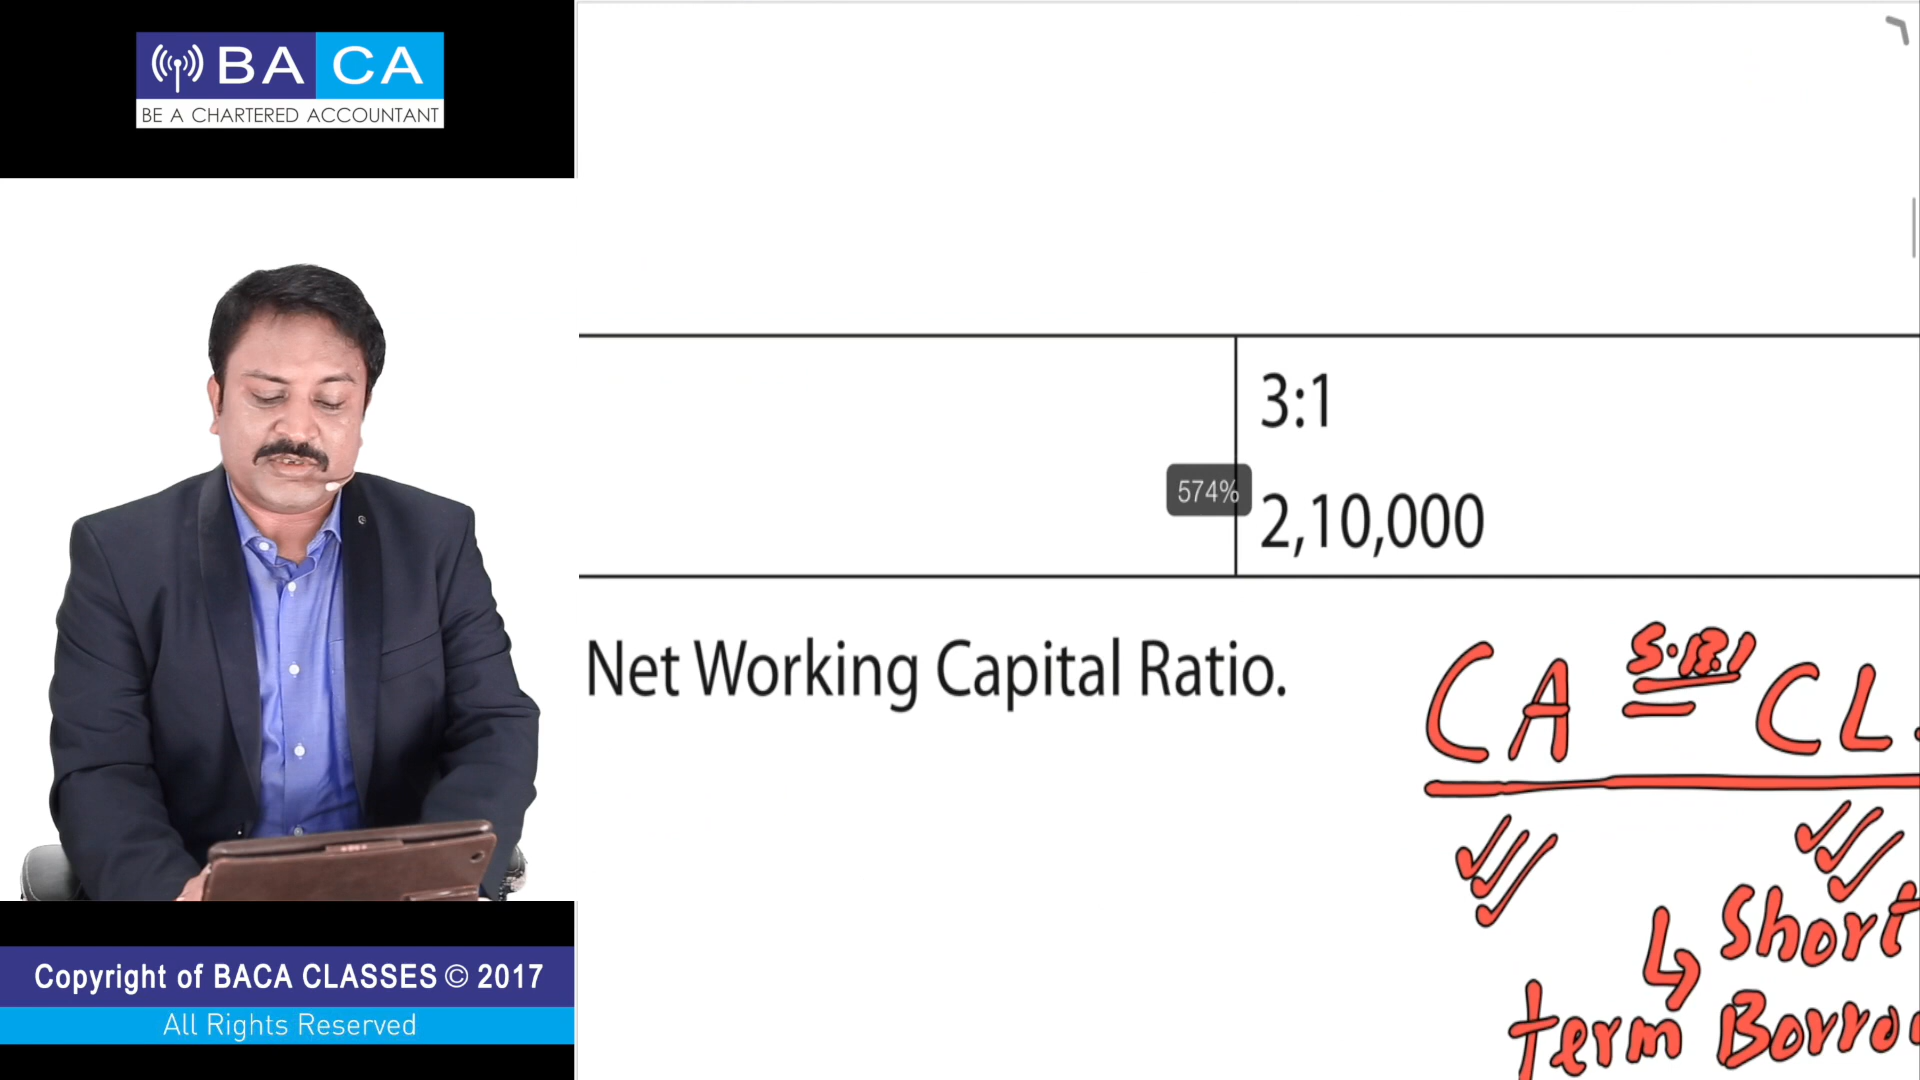 BA CA
BE A CHARTERED ACCOUNTANT
3:1
574%
2,10,000
Net Working Capital Ratio.
CA CL
Short
term
Copyright of BACA CLASSES © 2017
All Rights Reserved